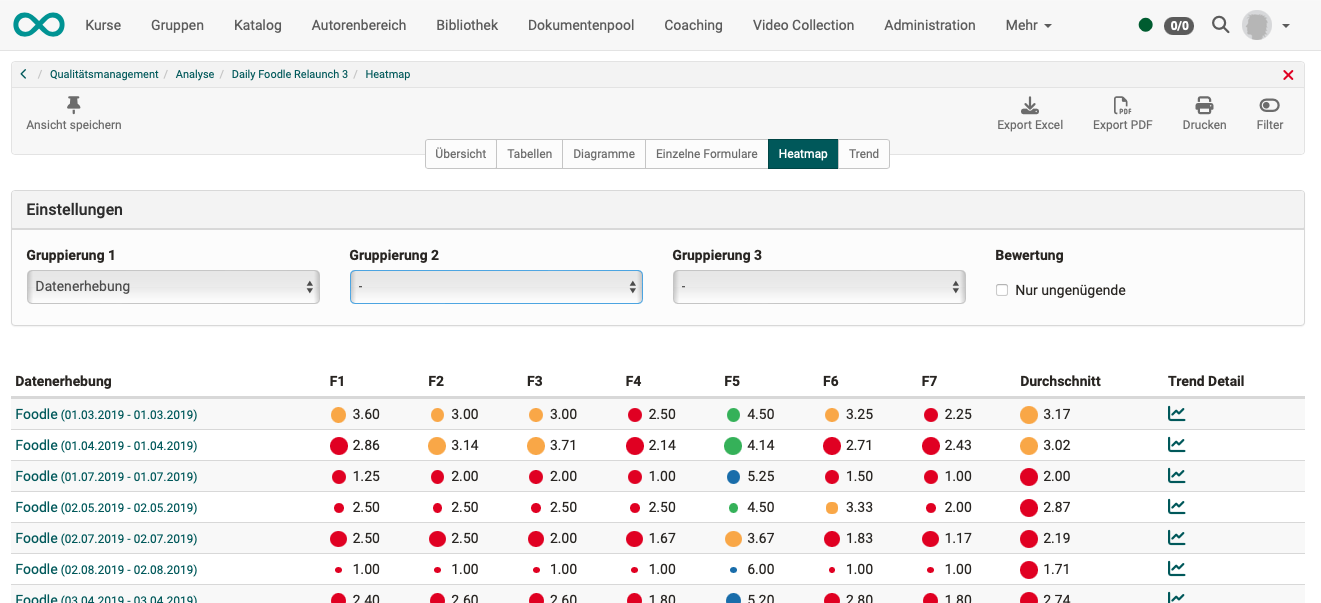 Kurse Gruppen Katalog Autorenbereich Bibliothek Dokumentenpool Coaching Video Collection Administration Mehr 0/0
/ Qualitätsmanagement / Analyse / Daily Foodle Relaunch 3 / Heatmap
Ansicht speichern Export Excel Export PDF Drucken Filter
Übersicht Tabellen Diagramme Einzelne Formulare Heatmap Trend
Einstellungen
Gruppierung 1 Gruppierung 2 Gruppierung 3 Bewertung
Datenerhebung - - Nur ungenügende
Datenerhebung F1 F2 F3 F4 F5 F6 F7 Durchschnitt Trend Detail
Foodle (01.03.2019 - 01.03.2019) 3.60 3.00 3.00 2.50 4.50 3.25 2.25 3.17
Foodle (01.04.2019 - 01.04.2019) 2.86 3.14 3.71 2.14 4.14 2.71 2.43 3.02
Foodle (01.07.2019 - 01.07.2019) 1.25 2.00 2.00 1.00 5.25 1.50 1.00 2.00
Foodle (02.05.2019 - 02.05.2019) 2.50 2.50 2.50 2.50 4.50 3.33 2.00 2.87
Foodle (02.07.2019 - 02.07.2019) 2.50 2.50 2.00 1.67 3.67 1.83 1.17 2.19
Foodle (02.08.2019 - 02.08.2019) 1.00 1.00 1.00 1.00 6.00 1.00 1.00 1.71
Foodle (03.04.2019 - 03.04.2019) 2.40 2.60 2.60 1.80 5.20 2.80 1.80 2.74